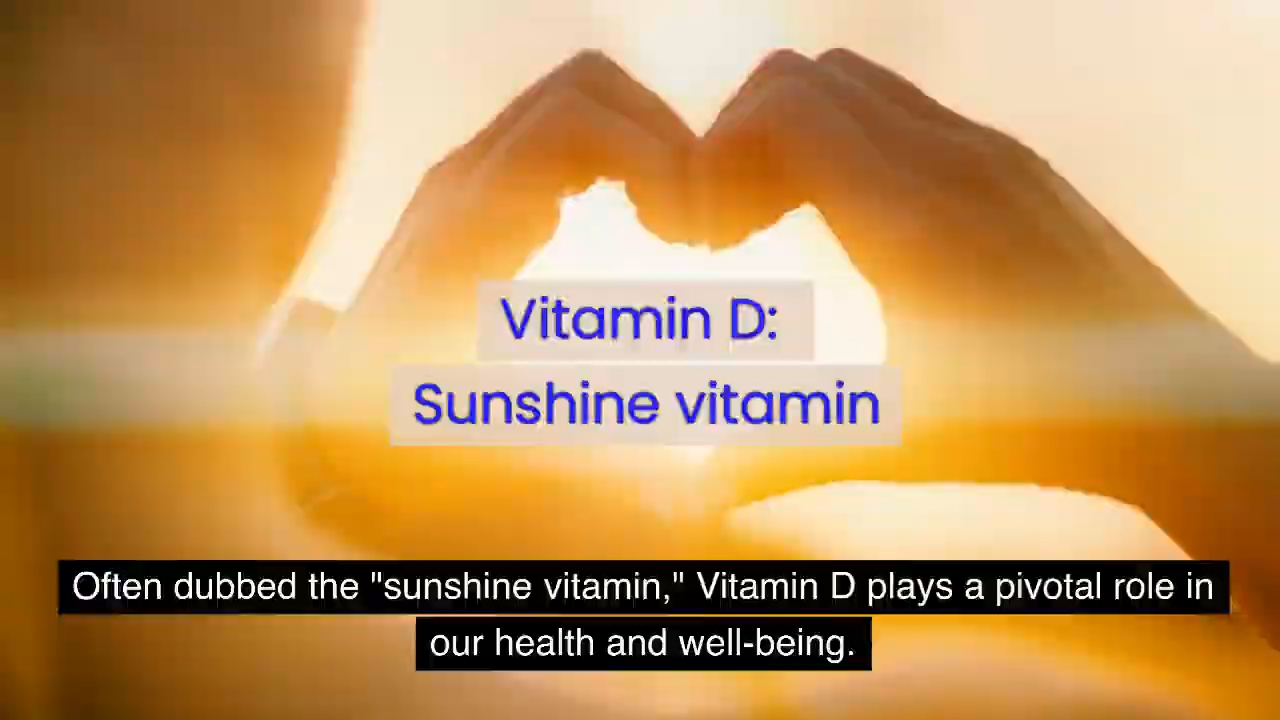 Vitamin D:
Sunshine vitamin
Often dubbed the "sunshine vitamin," Vitamin D plays a pivotal role in
our health and well-being.